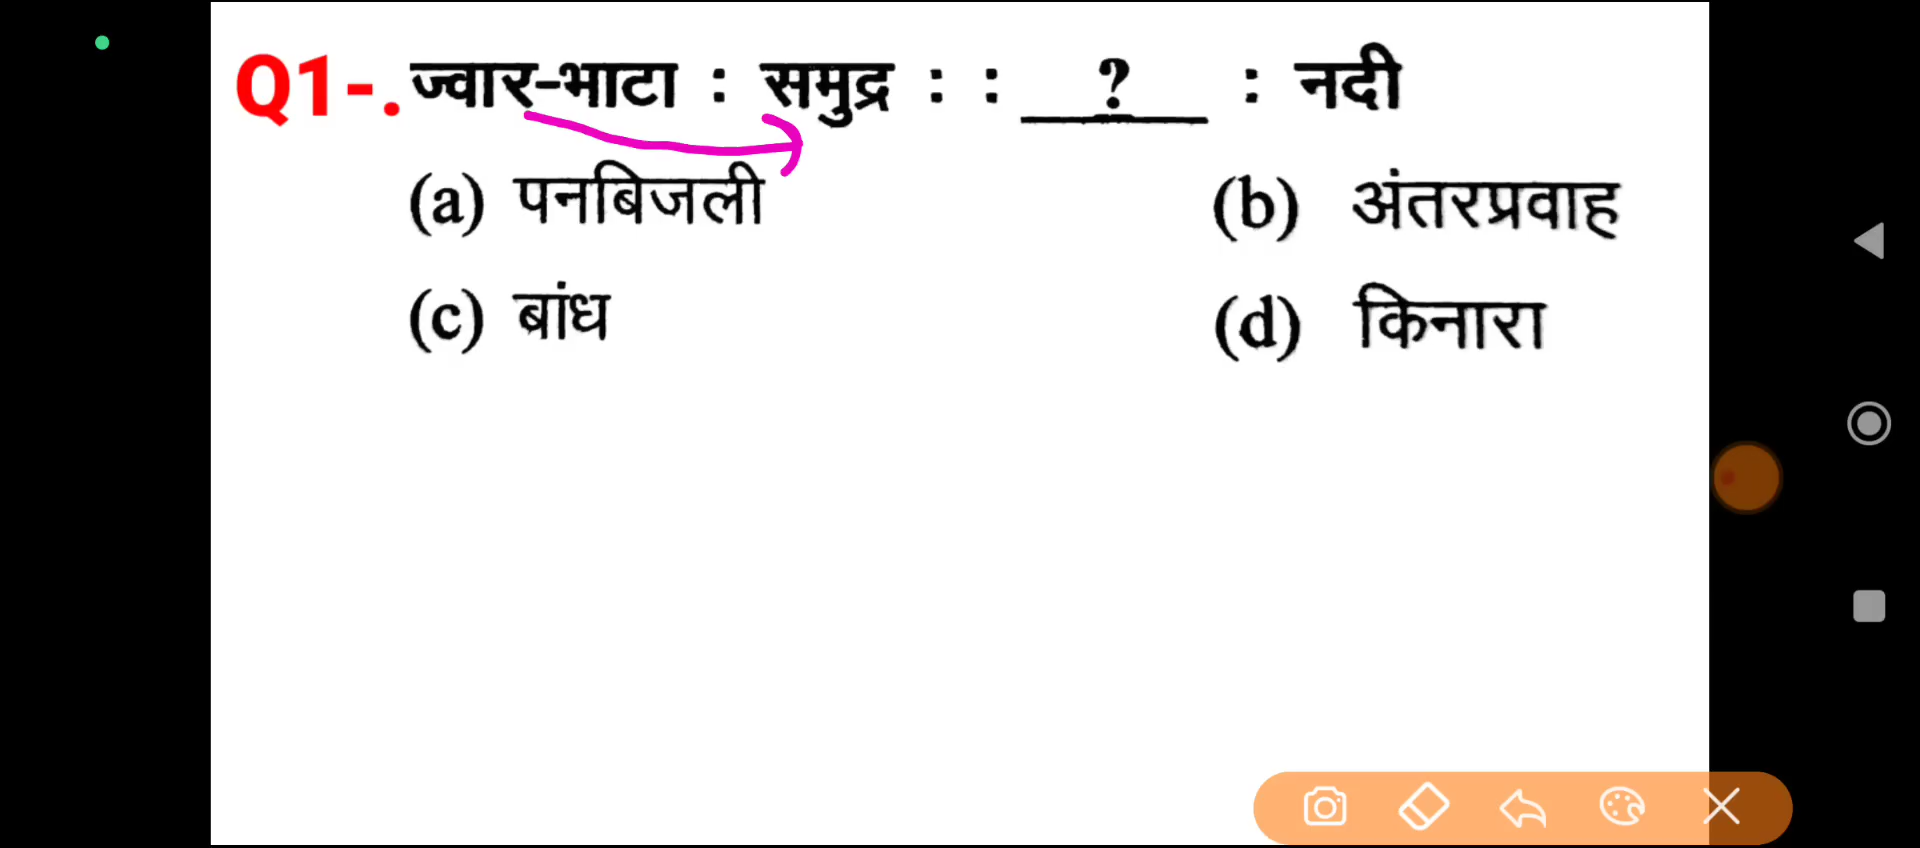 Q1-. ज्वार-भाटा : समुद्र : : ? : नदी
(a) पनबिजली (b) अंतरप्रवाह
(c) बांध (d) किनारा